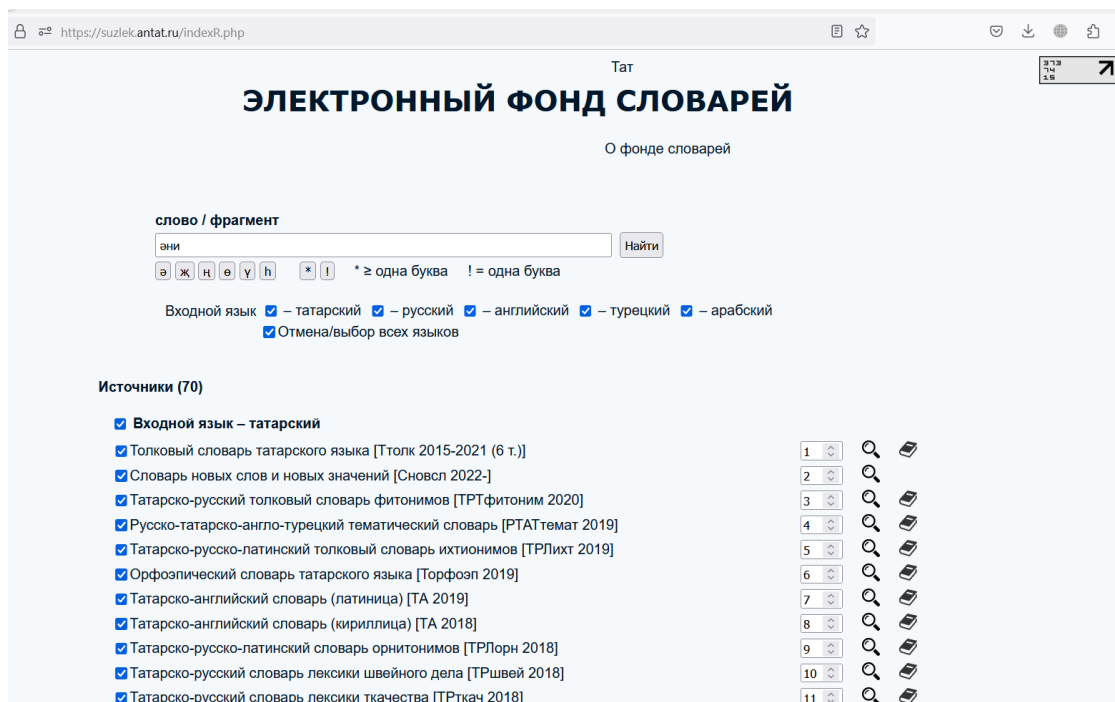 https://suzlek.antat.ru/indexR.php
Тат
373
74
15
ЭЛЕКТРОННЫЙ ФОНД СЛОВАРЕЙ
О фонде словарей
слово / фрагмент
әни Найти
ә җ ң ө ү һ * ! * ≥ одна буква ! = одна буква
Входной язык – татарский – русский – английский – турецкий – арабский
Отмена/выбор всех языков
Источники (70)
Входной язык – татарский
Толковый словарь татарского языка [Ттолк 2015-2021 (6 т.)] 1
Словарь новых слов и новых значений [Сновсл 2022-] 2
Татарско-русский толковый словарь фитонимов [ТРТфитоним 2020] 3
Русско-татарско-англо-турецкий тематический словарь [РТАТтемат 2019] 4
Татарско-русско-латинский толковый словарь ихтионимов [ТРЛихт 2019] 5
Орфоэпический словарь татарского языка [Торфоэп 2019] 6
Татарско-английский словарь (латиница) [ТА 2019] 7
Татарско-английский словарь (кириллица) [ТА 2018] 8
Татарско-русско-латинский словарь орнитонимов [ТРЛорн 2018] 9
Татарско-русский словарь лексики швейного дела [ТРшвей 2018] 10
Татарско-русский словарь лексики ткачества [ТРткач 2018] 11